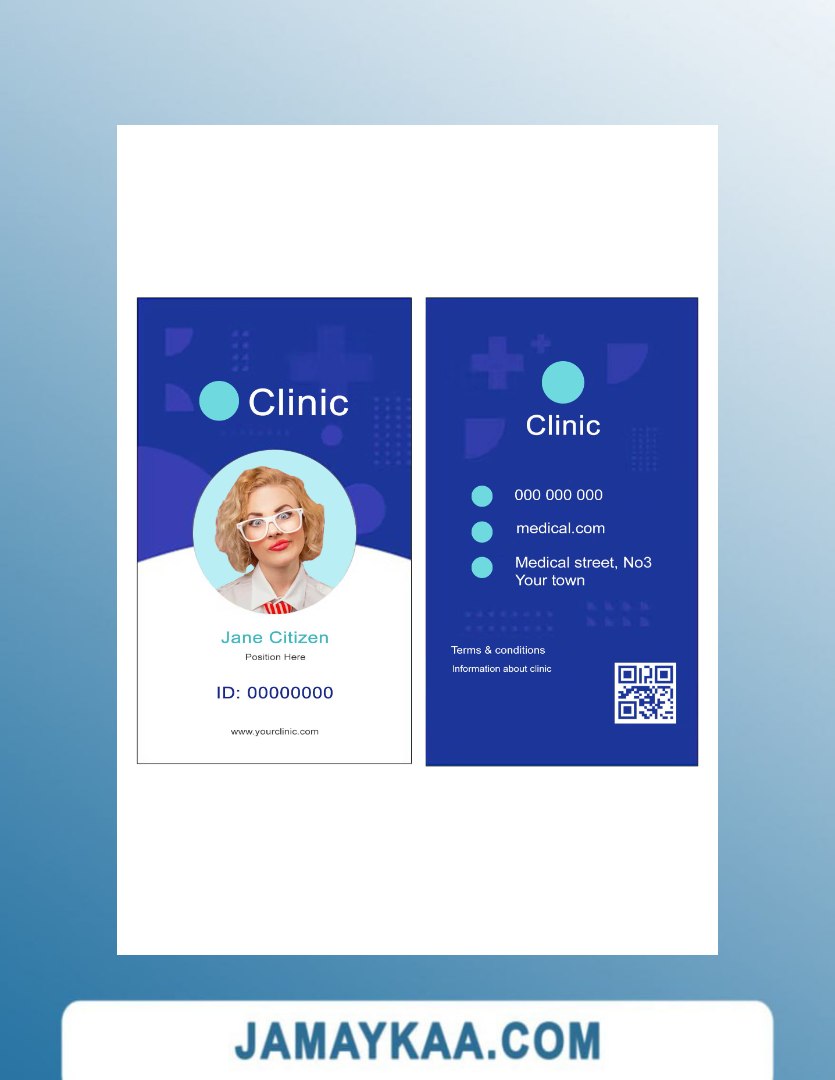 Clinic
Jane Citizen
Position Here
ID: 00000000
www.yourclinic.com
Clinic
000 000 000
medical.com
Medical street, No3
Your town
Terms & conditions
Information about clinic
JAMAYKAA.COM